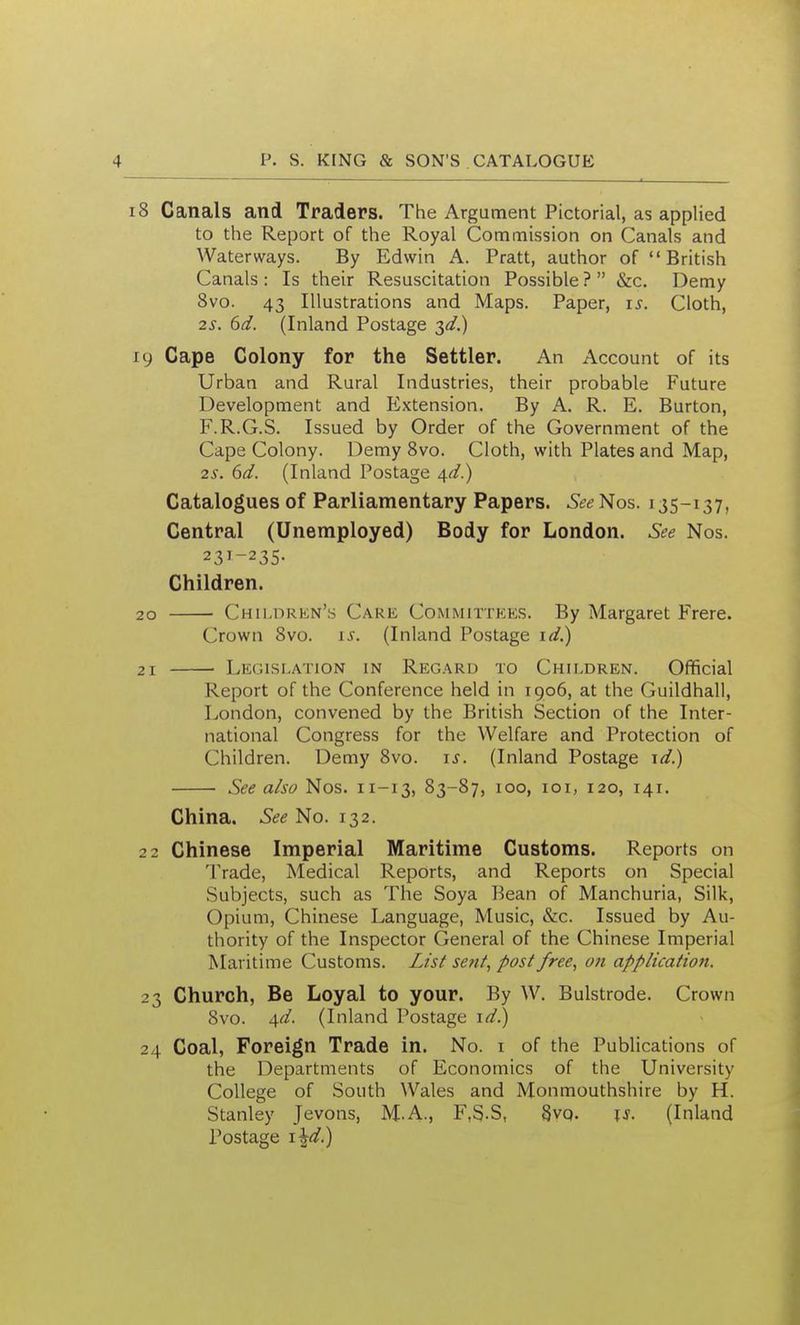 4 P. S. KING & SON'S CATALOGUE
18 Canals and Traders. The Argument Pictorial, as applied
to the Report of the Royal Commission on Canals and
Waterways. By Edwin A. Pratt, author of "British
Canals: Is their Resuscitation Possible?" &c. Demy
8vo. 43 Illustrations and Maps. Paper, 1s. Cloth,
2s. 6d. (Inland Postage 3d.)
19 Cape Colony for the Settler. An Account of its
Urban and Rural Industries, their probable Future
Development and Extension. By A. R. E. Burton,
F.R.G.S. Issued by Order of the Government of the
Cape Colony. Demy 8vo. Cloth, with Plates and Map,
2s. 6d. (Inland Postage 4d.)
Catalogues of Parliamentary Papers. See Nos. 135-137,
Central (Unemployed) Body for London. See Nos.
231-235.
Children.
20 —— CHILDREN'S CARE COMMITTEES. By Margaret Frere.
Crown 8vo. 1s. (Inland Postage 1d.)
21 —— LEGISLATION IN REGARD TO CHILDREN. Official
Report of the Conference held in 1906, at the Guildhall,
London, convened by the British Section of the Inter-
national Congress for the Welfare and Protection of
Children. Demy 8vo. 1s. (Inland Postage 1d.)
—— See also Nos. 11-13, 83-87, 100, 101, 120, 141.
China. See No. 132.
22 Chinese Imperial Maritime Customs. Reports on
Trade, Medical Reports, and Reports on Special
Subjects, such as The Soya Bean of Manchuria, Silk,
Opium, Chinese Language, Music, &c. Issued by Au-
thority of the Inspector General of the Chinese Imperial
Maritime Customs. List sent, post free, on application.
23 Church, Be Loyal to your. By W. Bulstrode. Crown
8vo. 4d. (Inland Postage 1d.)
24 Coal, Foreign Trade in. No. 1 of the Publications of
the Departments of Economics of the University
College of South Wales and Monmouthshire by H.
Stanley Jevons, M.A., F.S.S, 8vo. 1s. (Inland
Postage 1½d.)